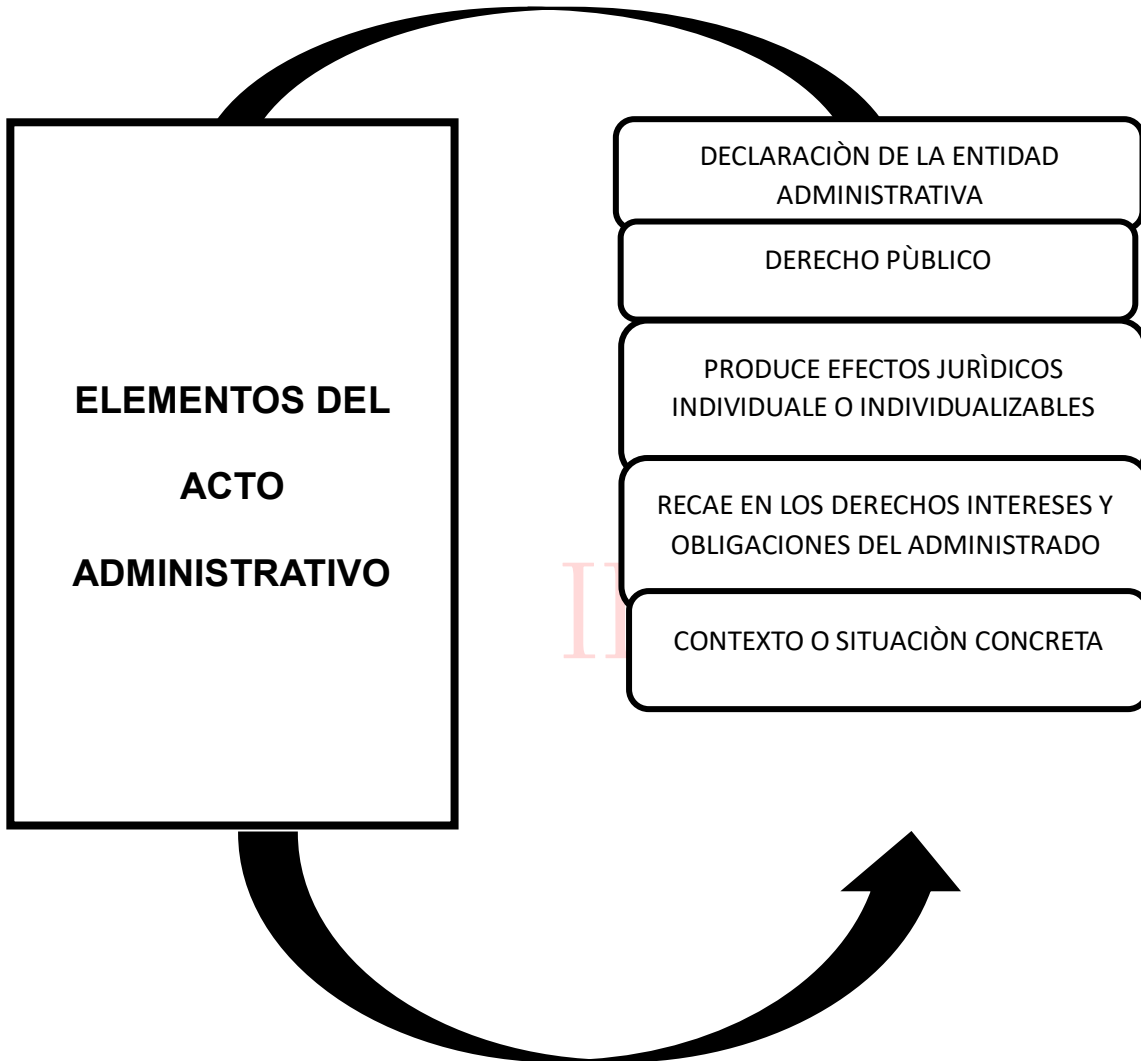 ELEMENTOS DEL
ACTO
ADMINISTRATIVO
DECLARACIÒN DE LA ENTIDAD
ADMINISTRATIVA
DERECHO PÙBLICO
PRODUCE EFECTOS JURÌDICOS
INDIVIDUALE O INDIVIDUALIZABLES
RECAE EN LOS DERECHOS INTERESES Y
OBLIGACIONES DEL ADMINISTRADO
CONTEXTO O SITUACIÒN CONCRETA